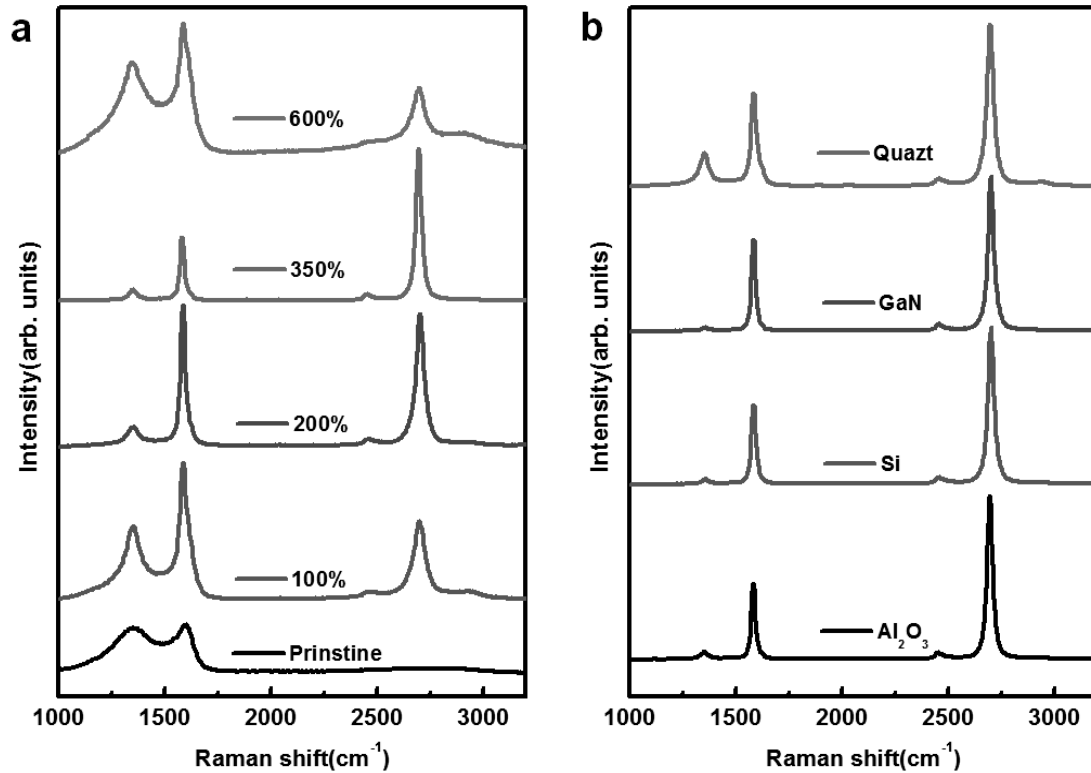 a
600%
350%
200%
100%
Prinstine
Intensity(arb. units)
1000 1500 2000 2500 3000
Raman shift(cm⁻¹)
b
Quazt
GaN
Si
Al₂O₃
Intensity(arb. units)
1000 1500 2000 2500 3000
Raman shift(cm⁻¹)